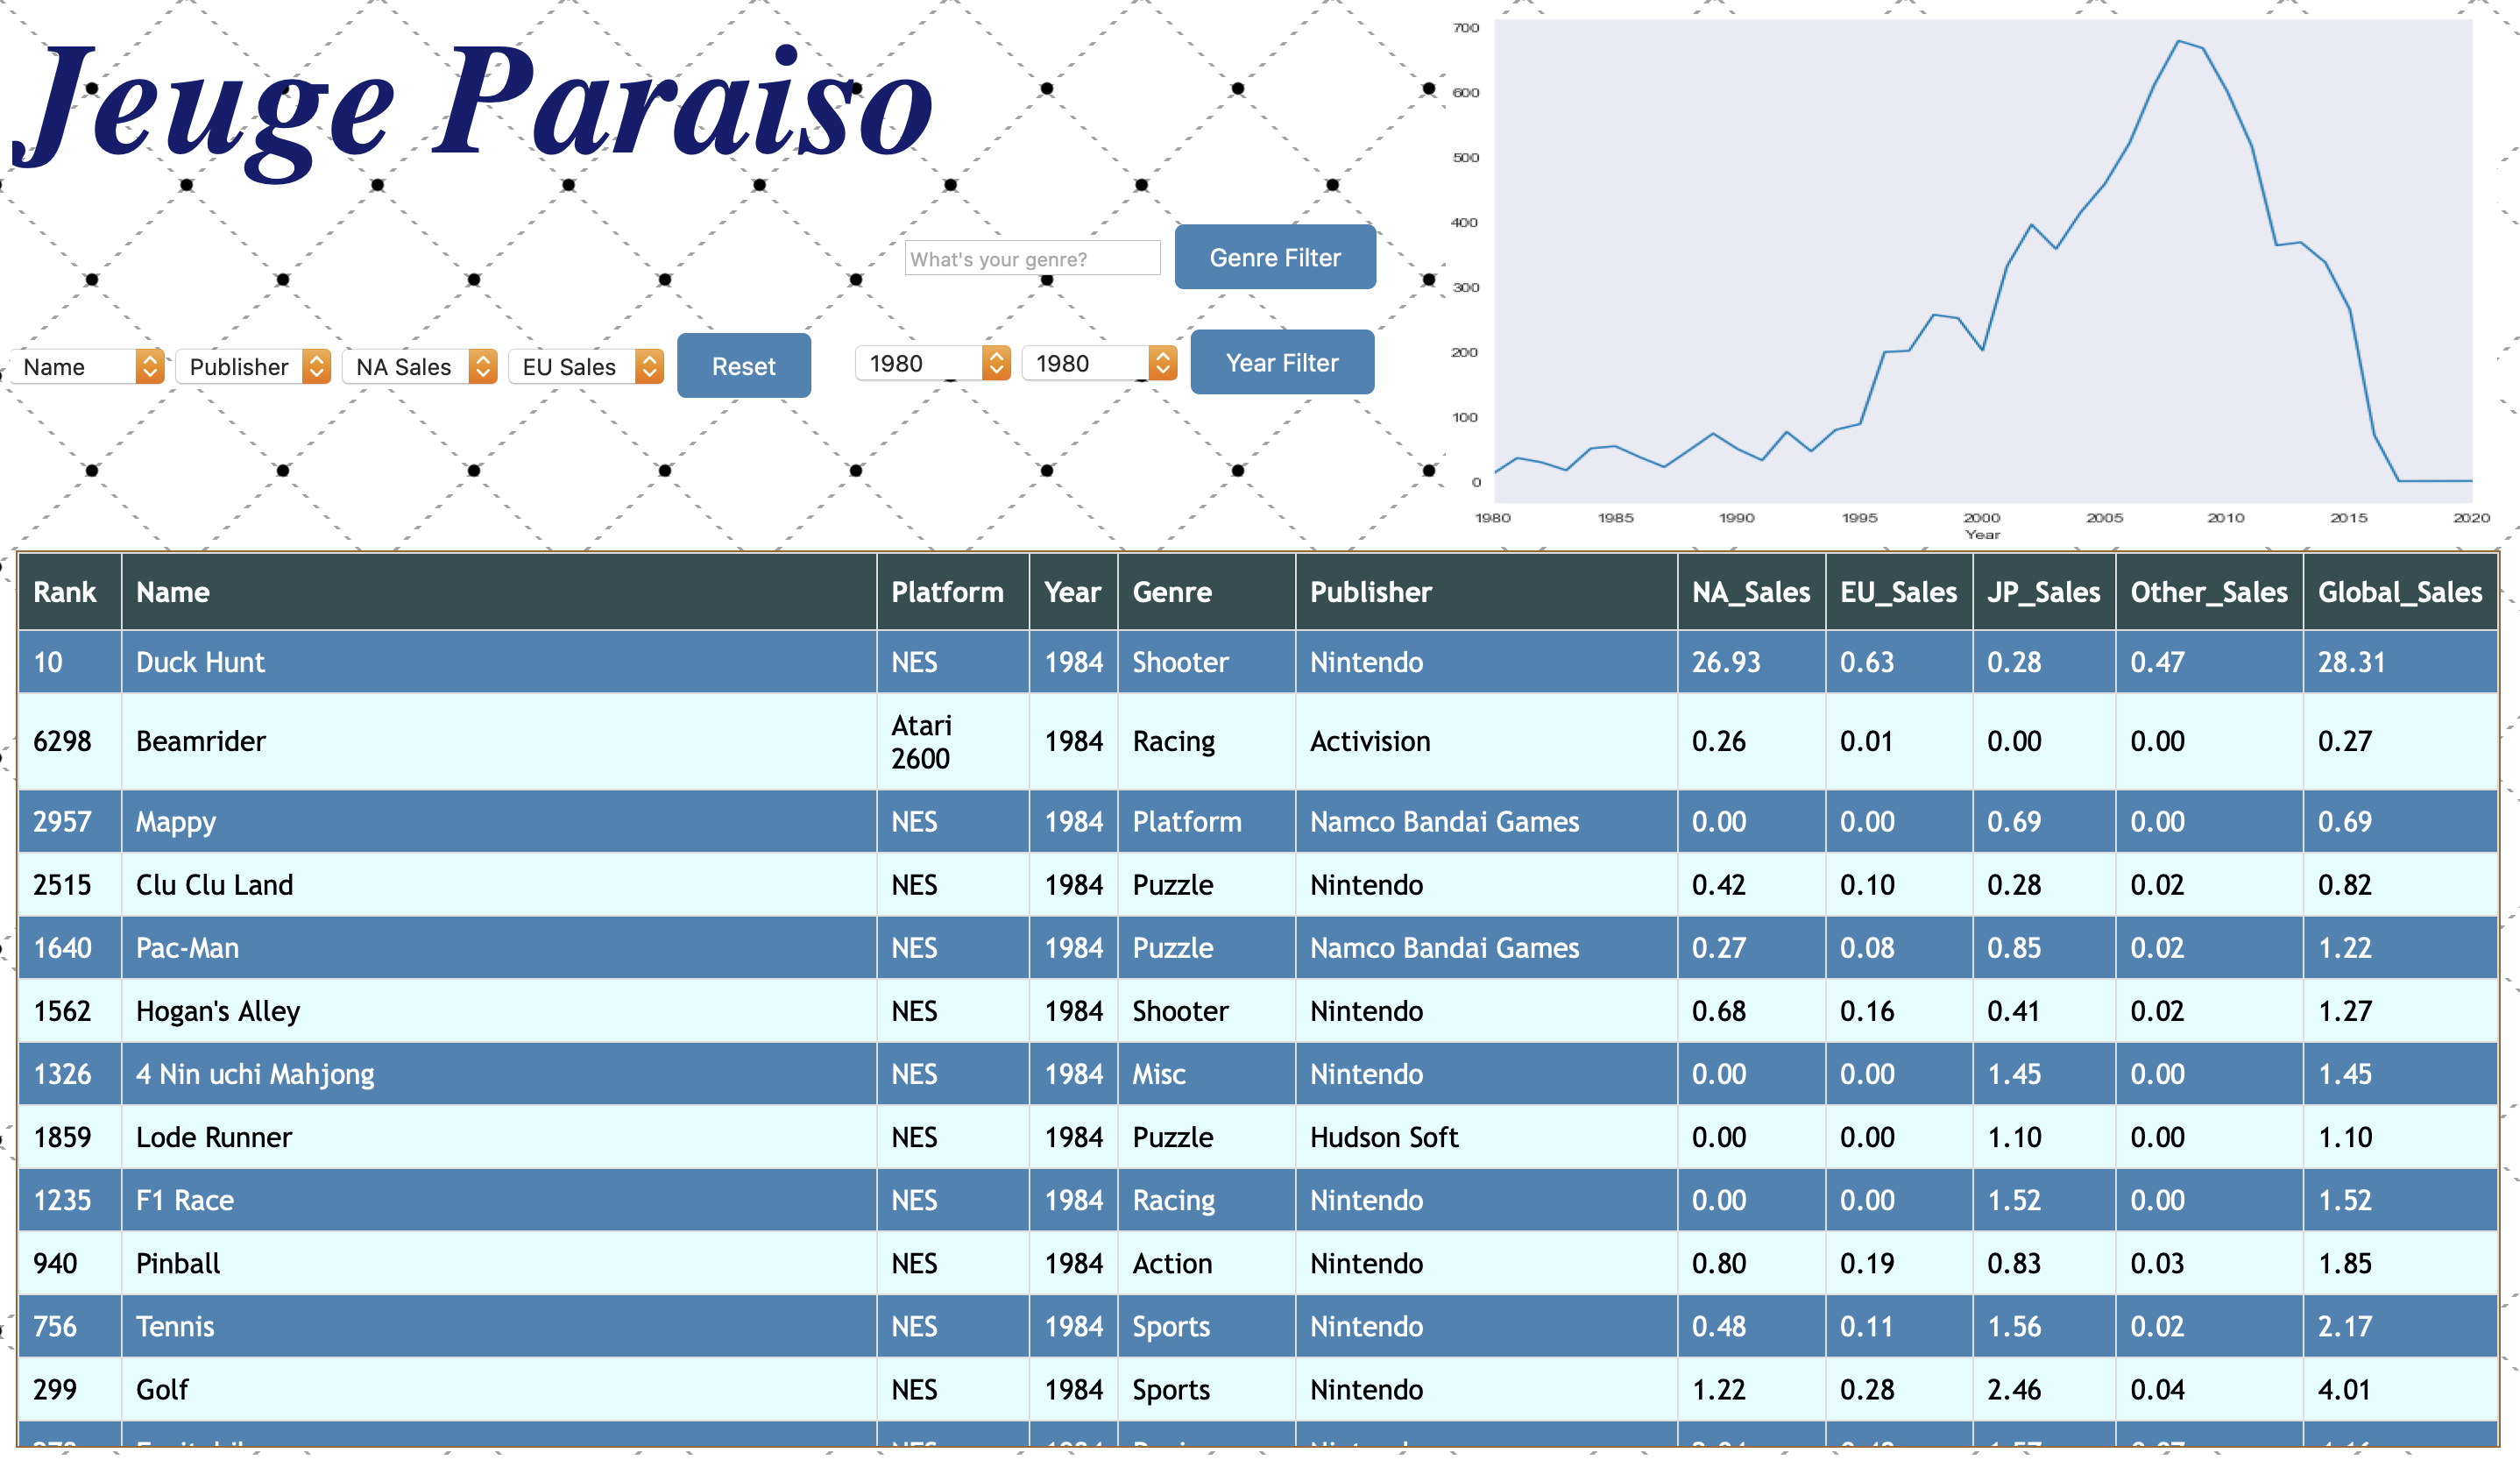 Jeuge Paraiso
What's your genre? Genre Filter
Name Publisher NA Sales EU Sales Reset 1980 1980 Year Filter
700
600
500
400
300
200
100
0
1980 1985 1990 1995 2000 2005 2010 2015 2020
Year
Rank Name Platform Year Genre Publisher NA_Sales EU_Sales JP_Sales Other_Sales Global_Sales
10 Duck Hunt NES 1984 Shooter Nintendo 26.93 0.63 0.28 0.47 28.31
6298 Beamrider Atari 2600 1984 Racing Activision 0.26 0.01 0.00 0.00 0.27
2957 Mappy NES 1984 Platform Namco Bandai Games 0.00 0.00 0.69 0.00 0.69
2515 Clu Clu Land NES 1984 Puzzle Nintendo 0.42 0.10 0.28 0.02 0.82
1640 Pac-Man NES 1984 Puzzle Namco Bandai Games 0.27 0.08 0.85 0.02 1.22
1562 Hogan's Alley NES 1984 Shooter Nintendo 0.68 0.16 0.41 0.02 1.27
1326 4 Nin uchi Mahjong NES 1984 Misc Nintendo 0.00 0.00 1.45 0.00 1.45
1859 Lode Runner NES 1984 Puzzle Hudson Soft 0.00 0.00 1.10 0.00 1.10
1235 F1 Race NES 1984 Racing Nintendo 0.00 0.00 1.52 0.00 1.52
940 Pinball NES 1984 Action Nintendo 0.80 0.19 0.83 0.03 1.85
756 Tennis NES 1984 Sports Nintendo 0.48 0.11 1.56 0.02 2.17
299 Golf NES 1984 Sports Nintendo 1.22 0.28 2.46 0.04 4.01